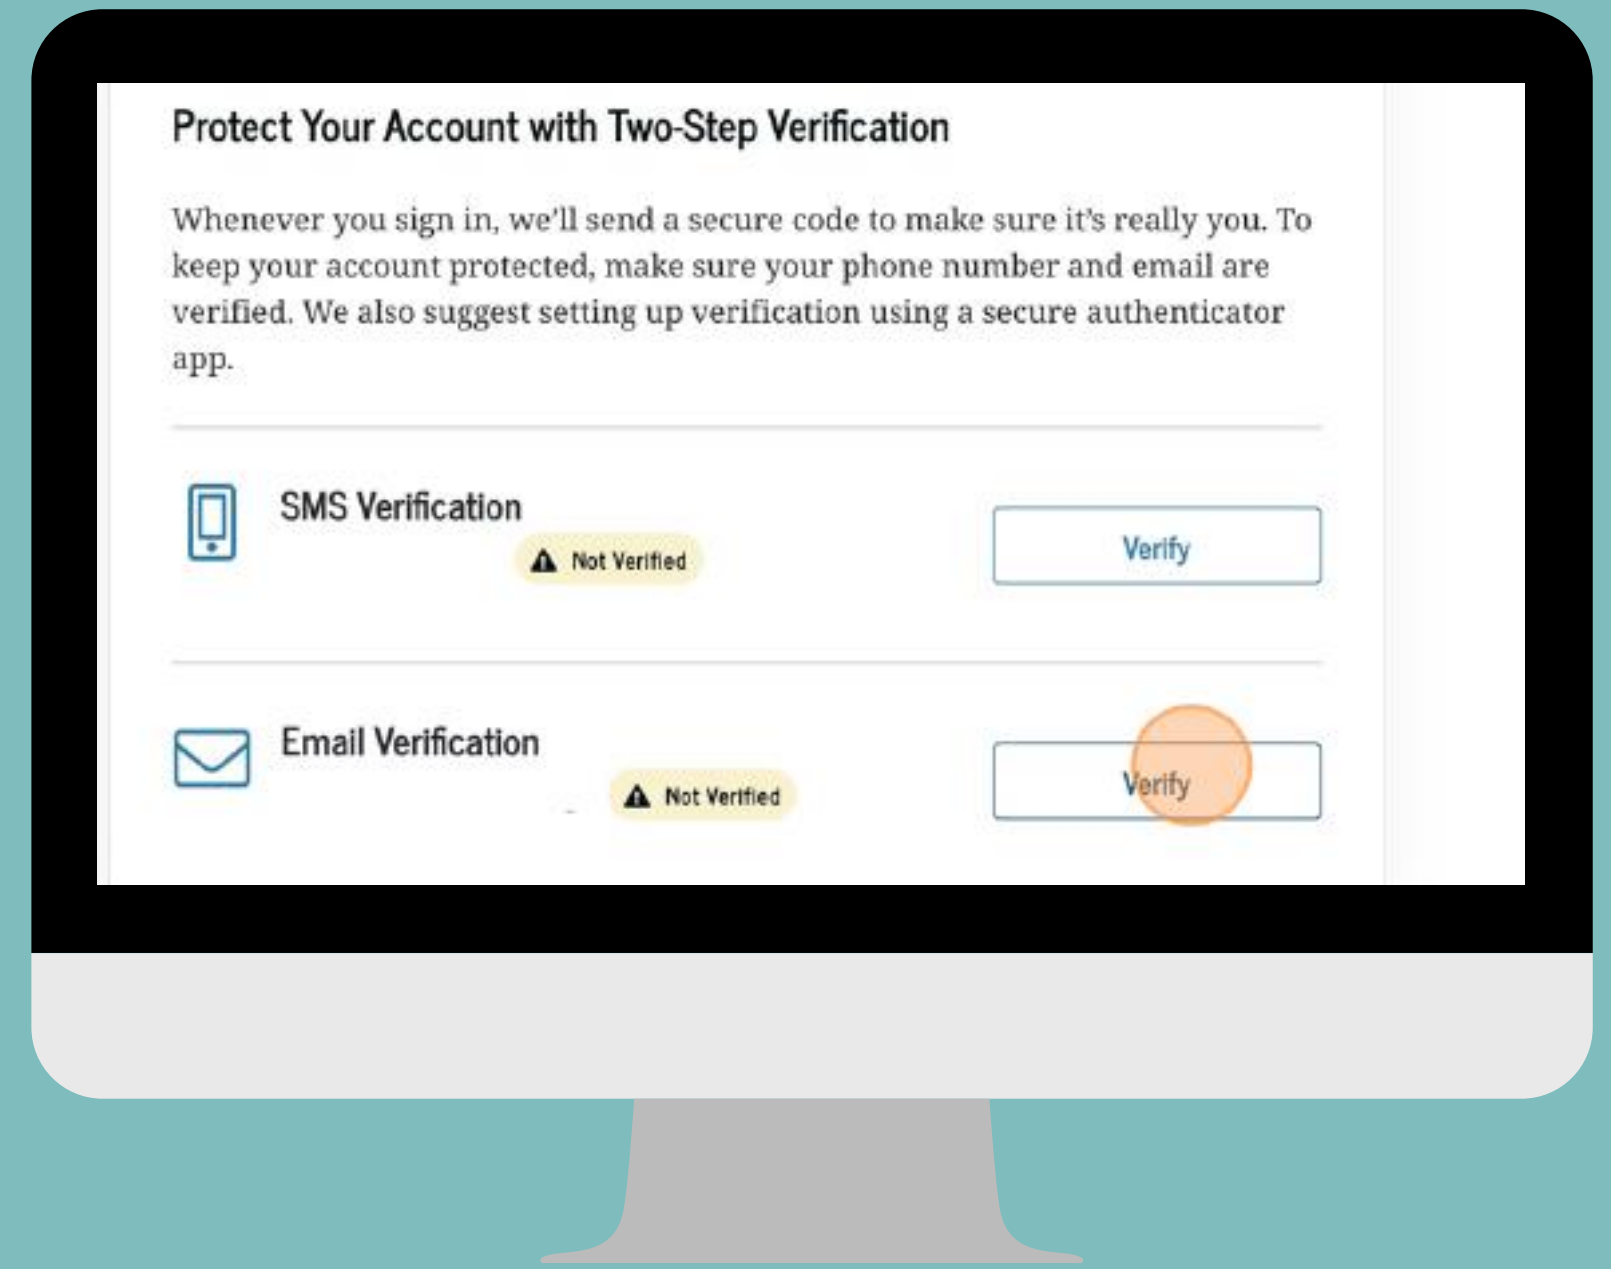 Protect Your Account with Two-Step Verification
Whenever you sign in, we’ll send a secure code to make sure it’s really you. To
keep your account protected, make sure your phone number and email are
verified. We also suggest setting up verification using a secure authenticator
app.
SMS Verification
Not Verified
Verify
Email Verification
Not Verified
Verify